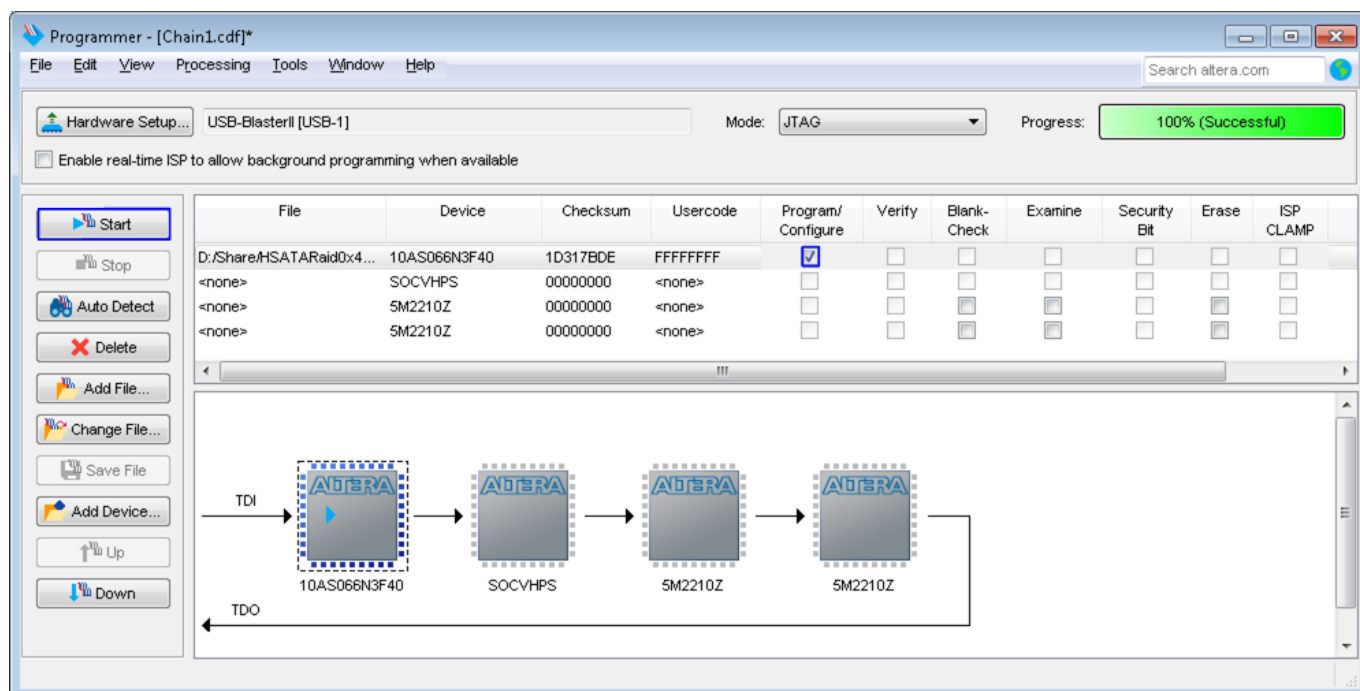 Programmer - [Chain1.cdf]*
File Edit View Processing Tools Window Help
Search altera.com
Hardware Setup... USB-BlasterII [USB-1] Mode: JTAG Progress: 100% (Successful)
Enable real-time ISP to allow background programming when available
Start
Stop
Auto Detect
Delete
Add File...
Change File...
Save File
Add Device...
Up
Down
File Device Checksum Usercode Program/ Configure Verify Blank- Check Examine Security Bit Erase ISP CLAMP
D:/Share/HSATARaid0x4... 10AS066N3F40 1D317BDE FFFFFFFF
<none> SOCVHPS 00000000 <none>
<none> 5M2210Z 00000000 <none>
<none> 5M2210Z 00000000 <none>
ALTERA ALTERA ALTERA ALTERA
TDI
10AS066N3F40 SOCVHPS 5M2210Z 5M2210Z
TDO